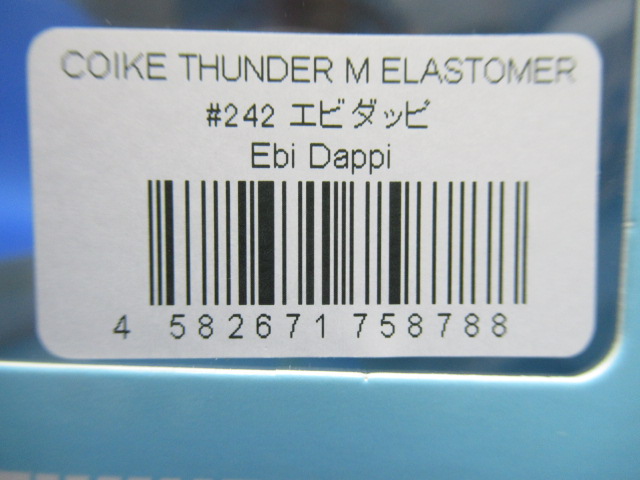 COIKE THUNDER M ELASTOMER
#242 エビダッピ
Ebi Dappi
4 582671 758788